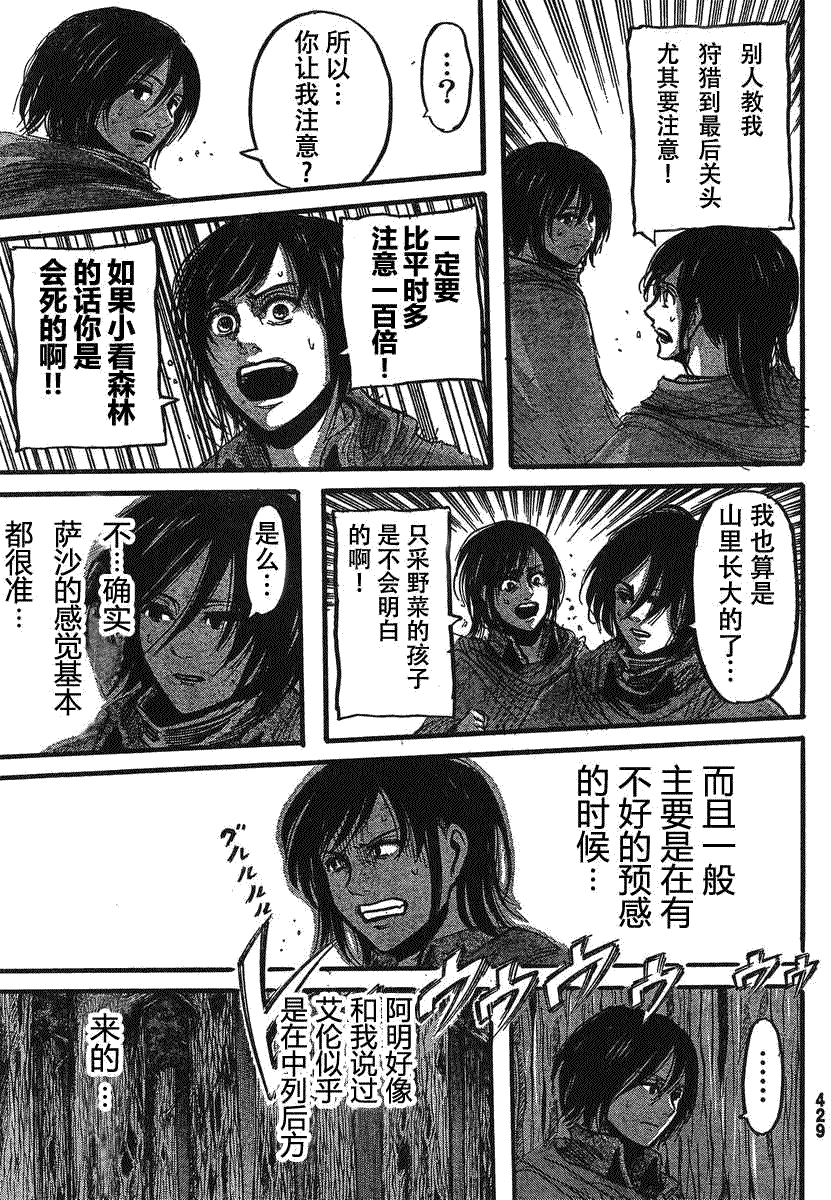 别人教我
狩猎到最后关头
尤其要注意！
…？
所以…
你让我注意？
一定要
比平时多
注意一百倍！
如果小看森林
的话你是
会死的啊!!
我也算是
山里长大的了…
只采野菜的孩子
是不会明白
的啊！
是么…
不…确实
萨沙的感觉基本
都很准…
而且一般
主要是在有
不好的预感
的时候…
グルルルル
ウゥウゥウゥ
……
阿明好像
和我说过
艾伦似乎
是在中列后方
来的…
429